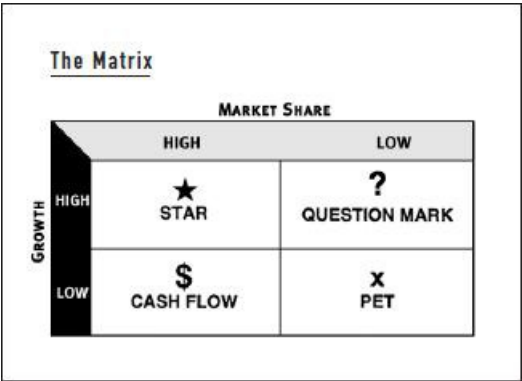 The Matrix
MARKET SHARE
HIGH LOW
GROWTH
HIGH
★ ?
STAR QUESTION MARK
LOW
$ x
CASH FLOW PET